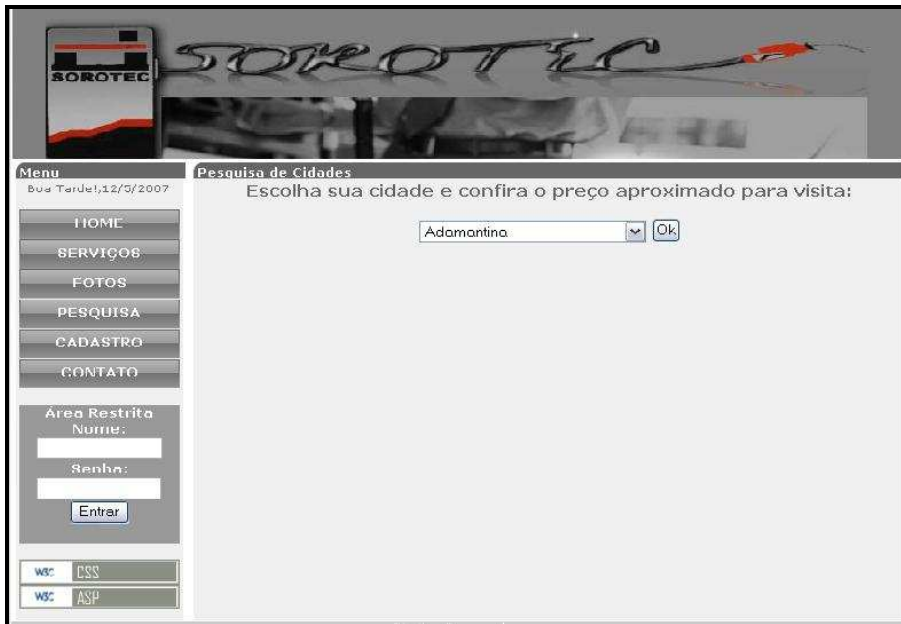 SOROTEC
SOROTEC
Menu
Boa Tarde!,12/5/2007
HOME
SERVIÇOS
FOTOS
PESQUISA
CADASTRO
CONTATO
Área Restrita
Nome:
Senha:
Entrar
W3C CSS
W3C ASP
Pesquisa de Cidades
Escolha sua cidade e confira o preço aproximado para visita:
Adamantina Ok